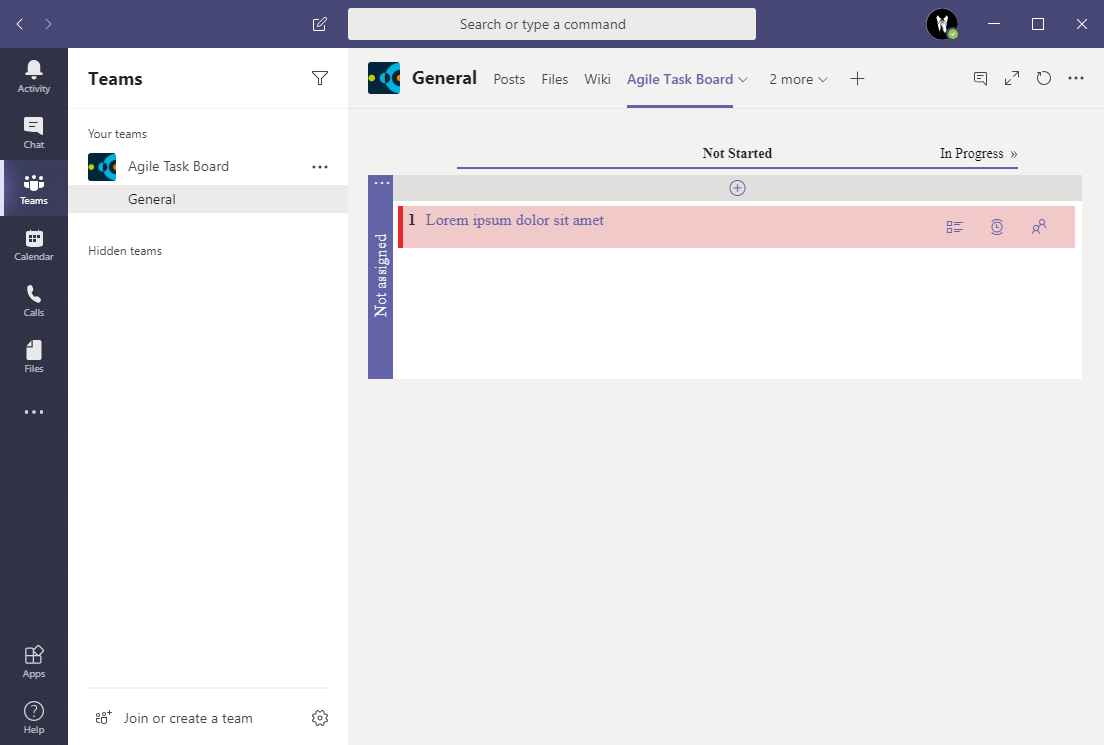 Search or type a command
Activity
Chat
Teams
Calendar
Calls
Files
Apps
Help
Teams
Your teams
Agile Task Board
General
Hidden teams
Join or create a team
General Posts Files Wiki Agile Task Board 2 more
Not Started In Progress »
Not assigned
1 Lorem ipsum dolor sit amet